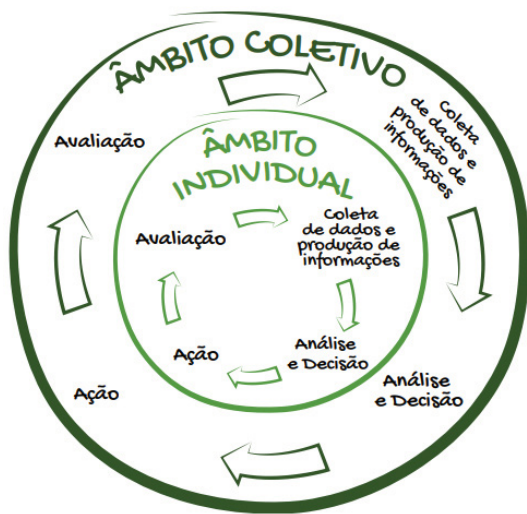 ÂMBITO COLETIVO
Avaliação
Coleta
de dados e
produção de
informações
Análise
e Decisão
Ação
ÂMBITO
INDIVIDUAL
Avaliação
Coleta
de dados e
produção de
informações
Análise
e Decisão
Ação